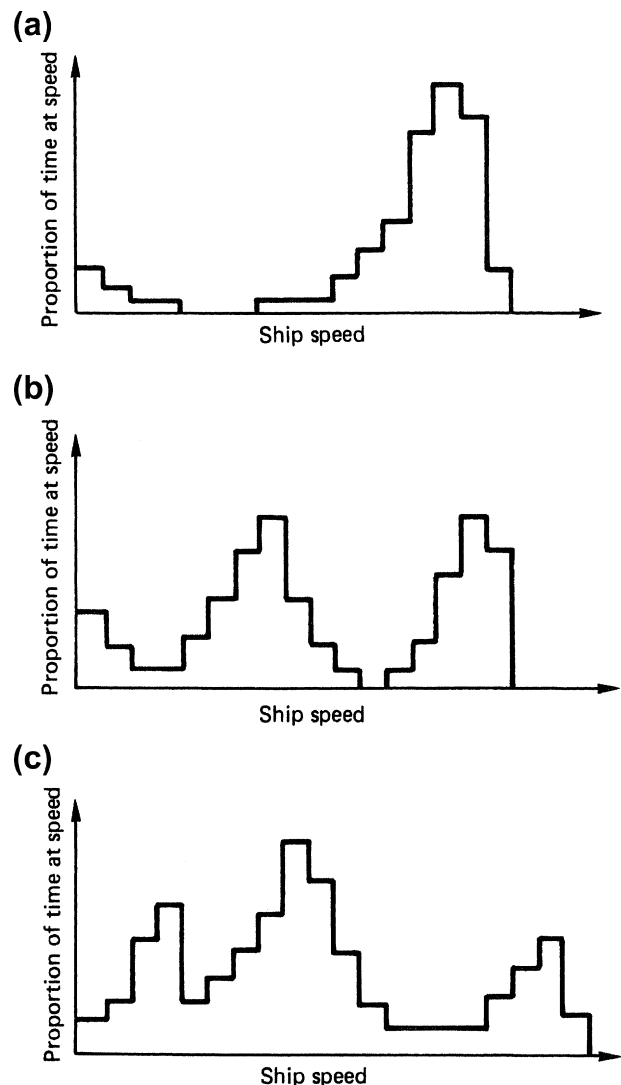 (a)
Proportion of time at speed
Ship speed
(b)
Proportion of time at speed
Ship speed
(c)
Proportion of time at speed
Ship speed